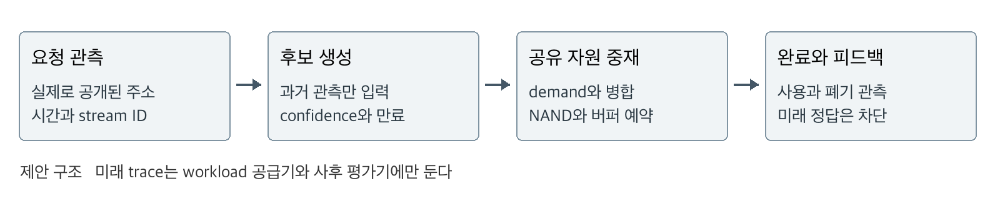 요청 관측
실제로 공개된 주소
시간과 stream ID
후보 생성
과거 관측만 입력
confidence와 만료
공유 자원 중재
demand와 병합
NAND와 버퍼 예약
완료와 피드백
사용과 폐기 관측
미래 정답은 차단
제안 구조 미래 trace는 workload 공급기와 사후 평가기에만 둔다